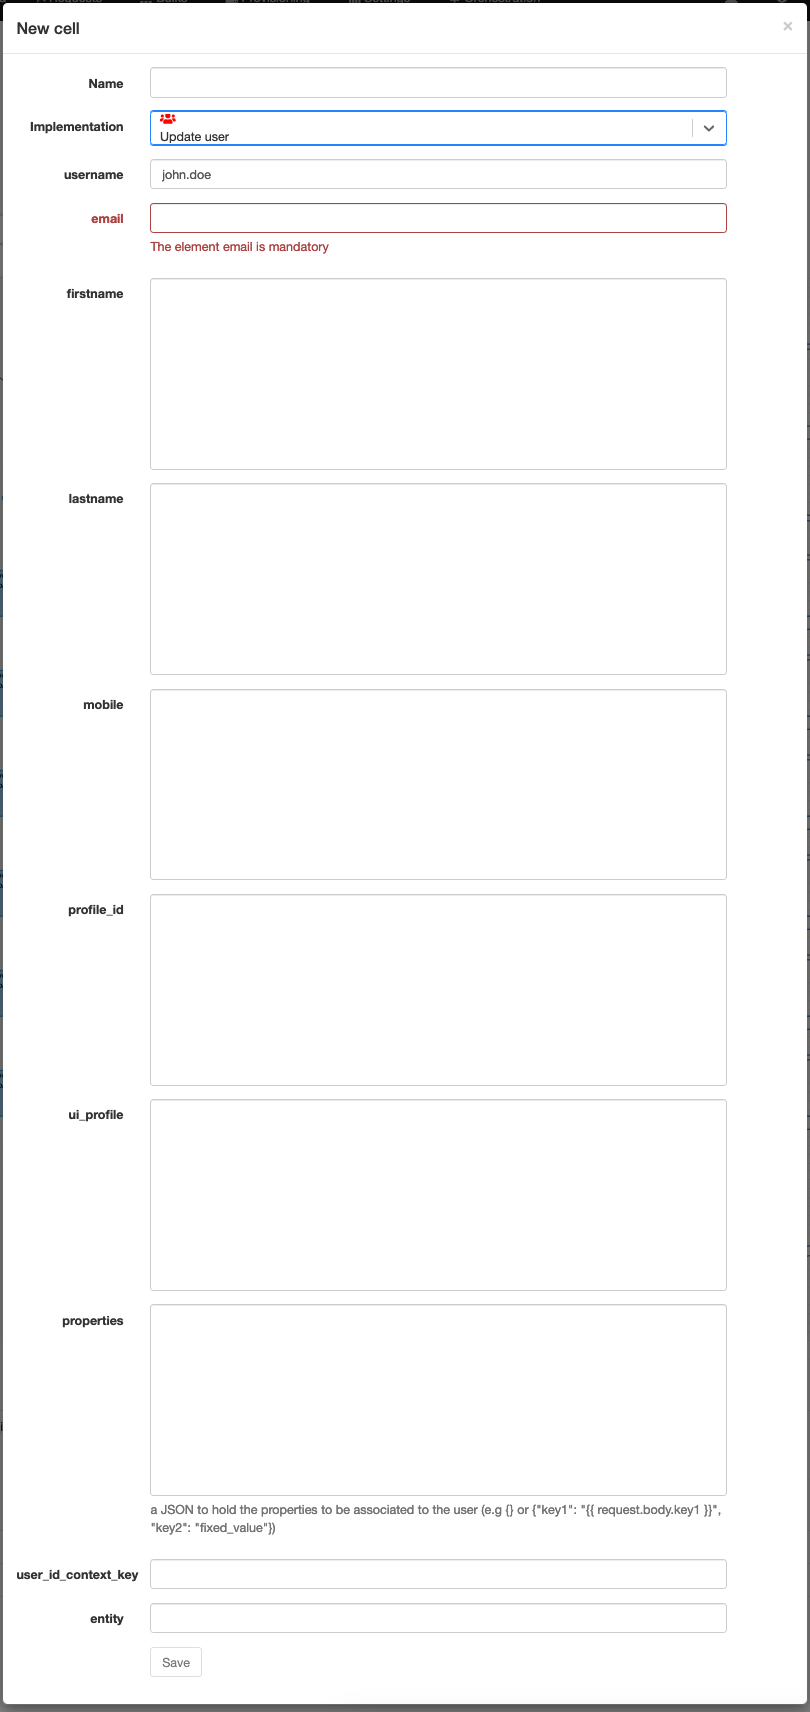 New cell
×
Name
Implementation
Update user
username
john.doe
email
The element email is mandatory
firstname
lastname
mobile
profile_id
ui_profile
properties
a JSON to hold the properties to be associated to the user (e.g {} or {"key1": "{{ request.body.key1 }}",
"key2": "fixed_value"})
user_id_context_key
entity
Save